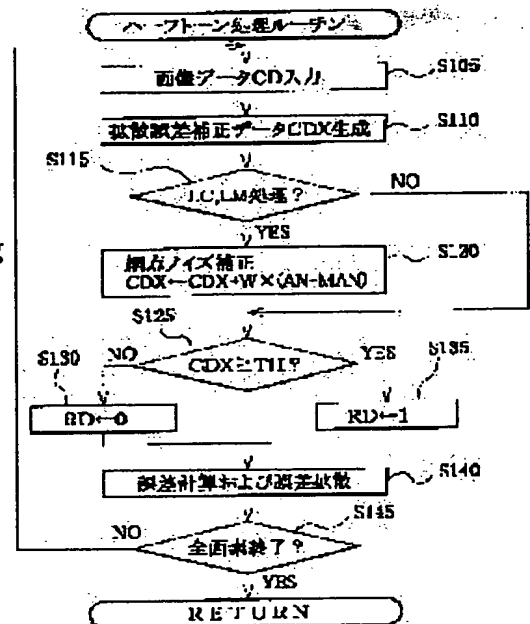 ハーフトーン処理ルーチン
画像データCD入力
S105
拡散誤差補正データCDX生成
S110
S115
LC,LM処理?
NO
YES
網点ノイズ補正
CDX←CDX+W×(AN-MAN)
S120
S125
NO
CDX≧TH?
YES
S130
S135
RD←0
RD←1
誤差計算および誤差拡散
S140
S145
NO
全画素終了?
YES
RETURN